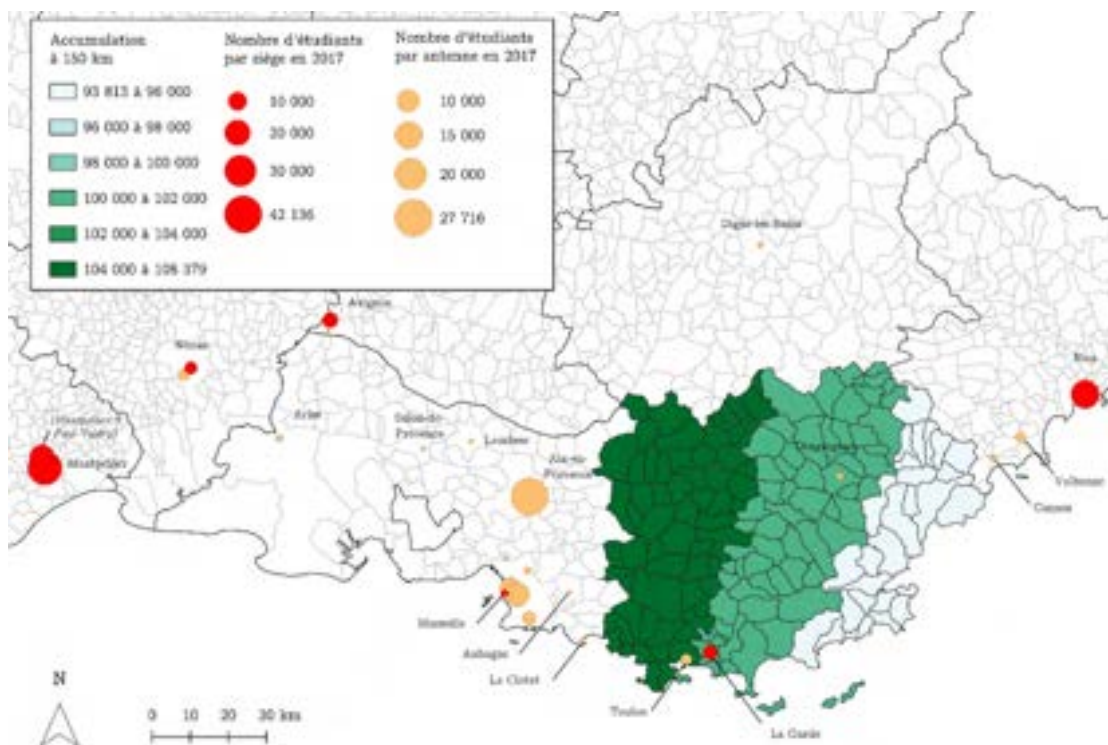 Accumulation
à 150 km
93 813 à 96 000
96 000 à 98 000
98 000 à 100 000
100 000 à 102 000
102 000 à 104 000
104 000 à 108 379
Nombre d'étudiants
par siège en 2017
10 000
20 000
30 000
42 136
Nombre d'étudiants
par antenne en 2017
10 000
15 000
20 000
27 716
Digne-les-Bains
Avignon
Nîmes
Nice
Arles
Salon-de-
Provence
Lambesc
Aix-en-
Provence
Montpellier
Draguignan
Cannes
Marseille
Aubagne
La Ciotat
Toulon
La Garde
N
0 10 20 30 km